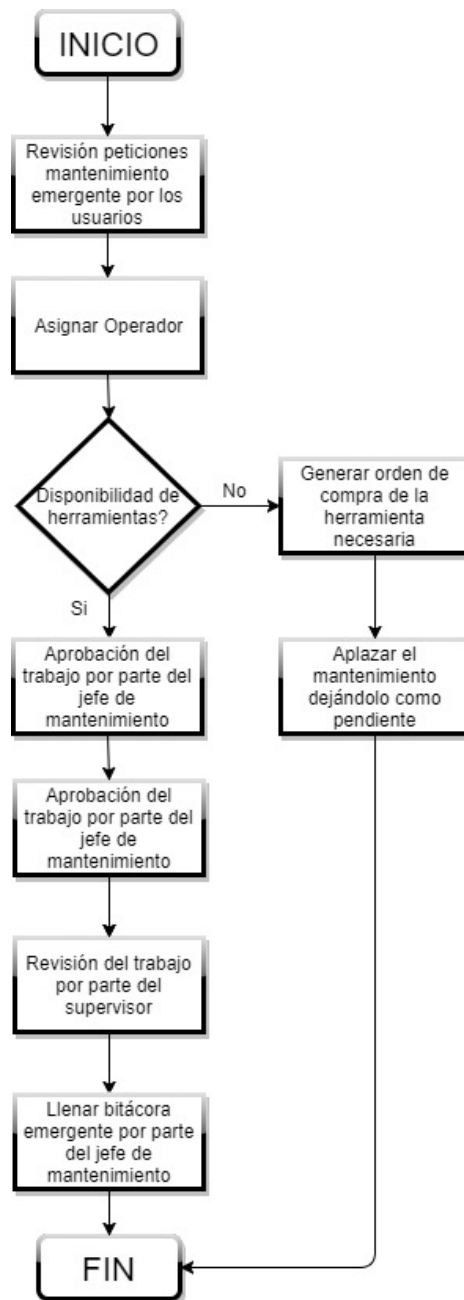 INICIO
Revisión peticiones
mantenimiento
emergente por los
usuarios
Asignar Operador
Disponibilidad de
herramientas?
No
Generar orden de
compra de la
herramienta
necesaria
Si
Aprobación del
trabajo por parte del
jefe de
mantenimiento
Aplazar el
mantenimiento
dejándolo como
pendiente
Aprobación del
trabajo por parte del
jefe de
mantenimiento
Revisión del trabajo
por parte del
supervisor
Llenar bitácora
emergente por parte
del jefe de
mantenimiento
FIN